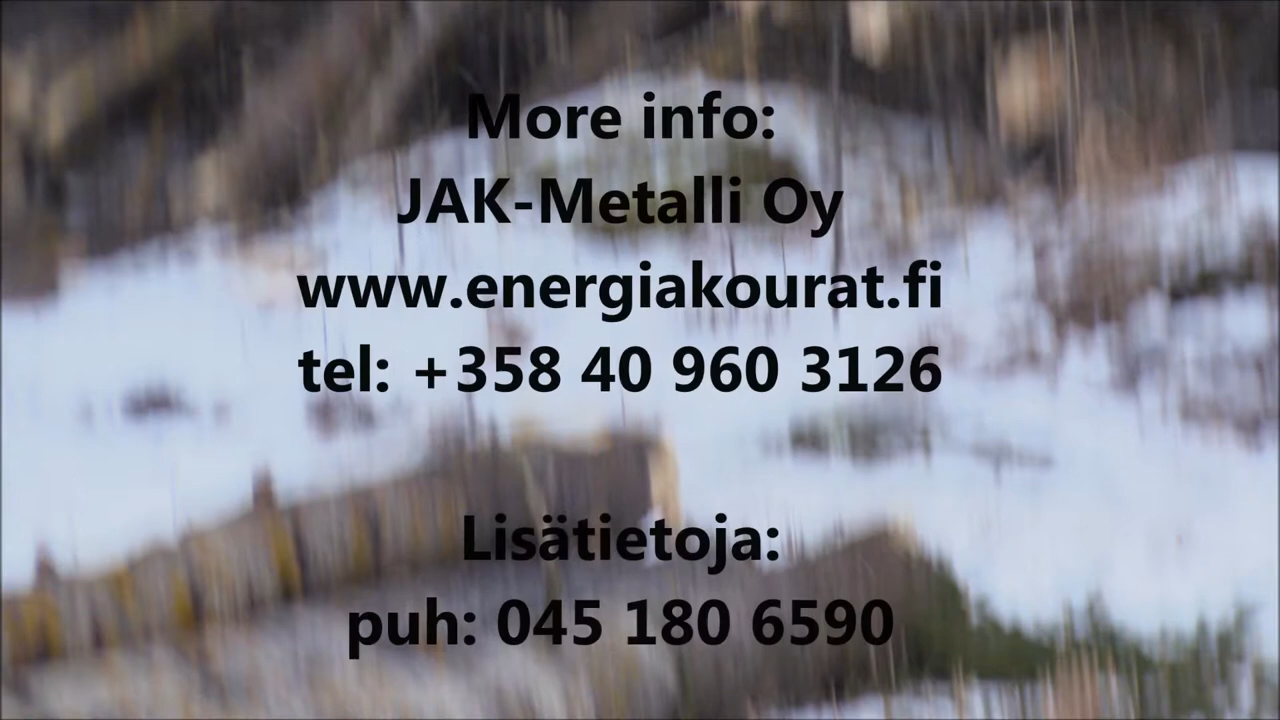 More info:
JAK-Metalli Oy
www.energiakourat.fi
tel: +358 40 960 3126
Lisätietoja:
puh: 045 180 6590